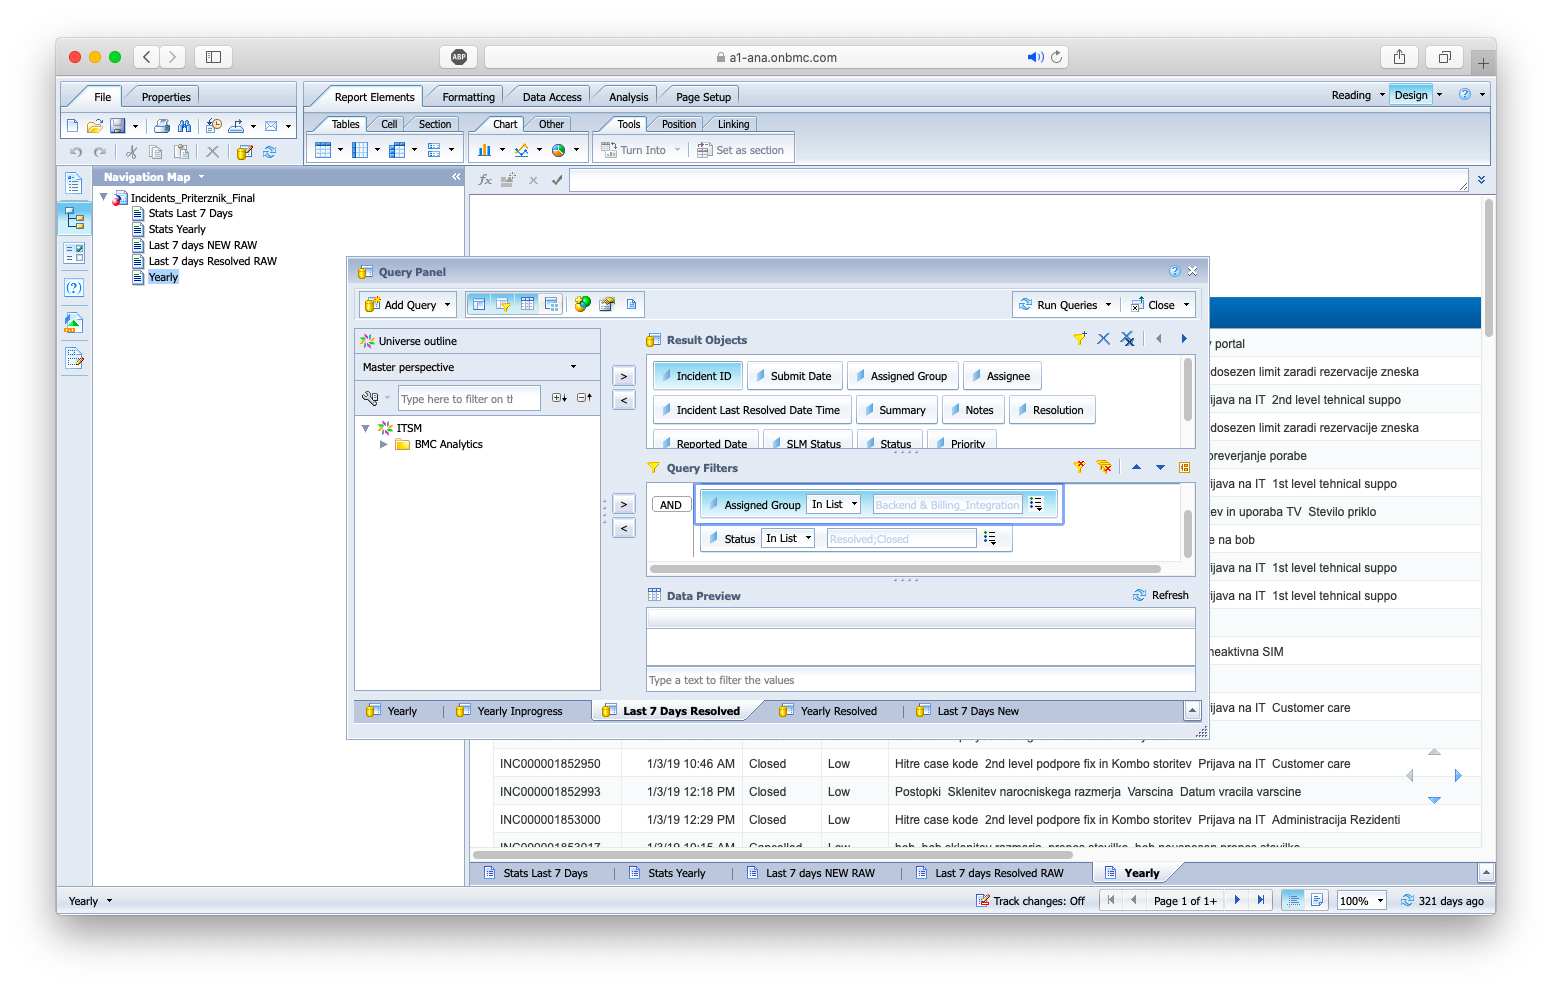 ABP
a1-ana.onbmc.com
File Properties
Report Elements Formatting Data Access Analysis Page Setup
Reading Design
Tables Cell Section Chart Other Tools Position Linking
Turn Into Set as section
Navigation Map
Incidents_Priterznik_Final
Stats Last 7 Days
Stats Yearly
Last 7 days NEW RAW
Last 7 days Resolved RAW
Yearly
Query Panel
Add Query
Run Queries Close
Universe outline
Master perspective
Type here to filter on th
ITSM
BMC Analytics
Result Objects
Incident ID Submit Date Assigned Group Assignee
Incident Last Resolved Date Time Summary Notes Resolution
Reported Date SLM Status Status Priority
Query Filters
AND
Assigned Group In List Backend & Billing_Integration
Status In List Resolved;Closed
Data Preview Refresh
Type a text to filter the values
Yearly Yearly Inprogress Last 7 Days Resolved Yearly Resolved Last 7 Days New
portal
dosezen limit zaradi rezervacije zneska
ijava na IT 2nd level tehnical suppo
dosezen limit zaradi rezervacije zneska
preverjanje porabe
ijava na IT 1st level tehnical suppo
ev in uporaba TV Stevilo priklo
e na bob
ijava na IT 1st level tehnical suppo
ijava na IT 1st level tehnical suppo
neaktivna SIM
ijava na IT Customer care
INC000001852950 1/3/19 10:46 AM Closed Low Hitre case kode 2nd level podpore fix in Kombo storitev Prijava na IT Customer care
INC000001852993 1/3/19 12:18 PM Closed Low Postopki Sklenitev narocniskega razmerja Varscina Datum vracila varscine
INC000001853000 1/3/19 12:29 PM Closed Low Hitre case kode 2nd level podpore fix in Kombo storitev Prijava na IT Administracija Rezidenti
INC000001853017 1/3/19 10:15 AM Cancelled Low
Stats Last 7 Days Stats Yearly Last 7 days NEW RAW Last 7 days Resolved RAW Yearly
Yearly Track changes: Off Page 1 of 1+ 100% 321 days ago